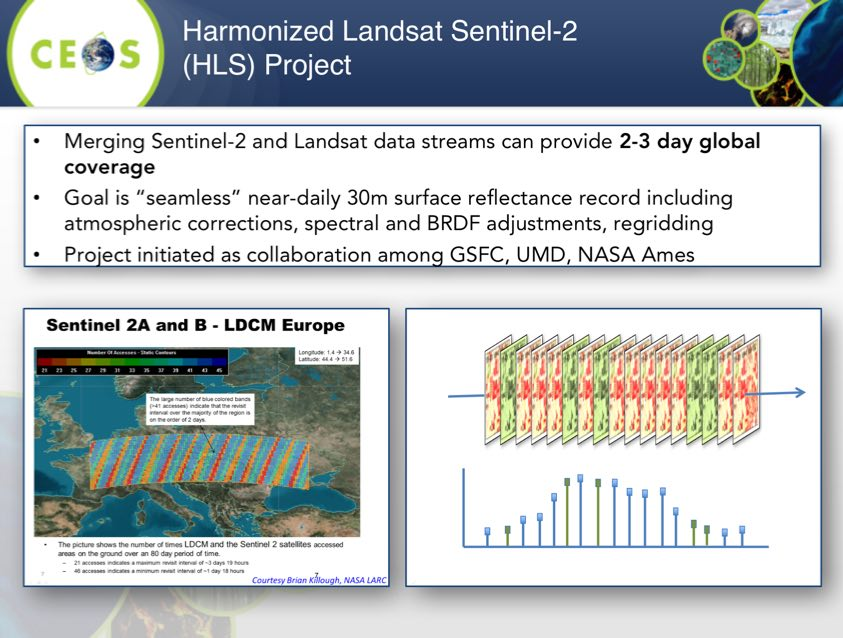 CEOS
Harmonized Landsat Sentinel-2
(HLS) Project
• Merging Sentinel-2 and Landsat data streams can provide 2-3 day global
coverage
• Goal is “seamless” near-daily 30m surface reflectance record including
atmospheric corrections, spectral and BRDF adjustments, regridding
• Project initiated as collaboration among GSFC, UMD, NASA Ames
Sentinel 2A and B - LDCM Europe
Number Of Accesses - Static Contours
21 23 25 27 29 31 33 35 37 39 41 43 45
Longitude: 1.4 → 34.6
Latitude: 44.4 → 51.6
The large number of blue colored bands
(>41 accesses) indicate that the revisit
interval over the majority of the region is
on the order of 2 days.
• The picture shows the number of times LDCM and the Sentinel 2 satellites accessed
areas on the ground over an 80 day period of time.
– 21 accesses indicates a maximum revisit interval of ~3 days 19 hours
– 46 accesses indicates a minimum revisit interval of ~1 day 18 hours
7
7
Courtesy Brian Killough, NASA LARC